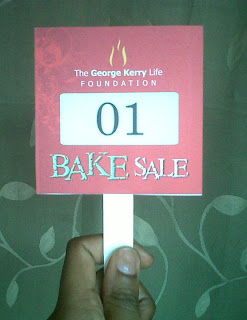 The George Kerry Life
FOUNDATION
01
BAKE SALE